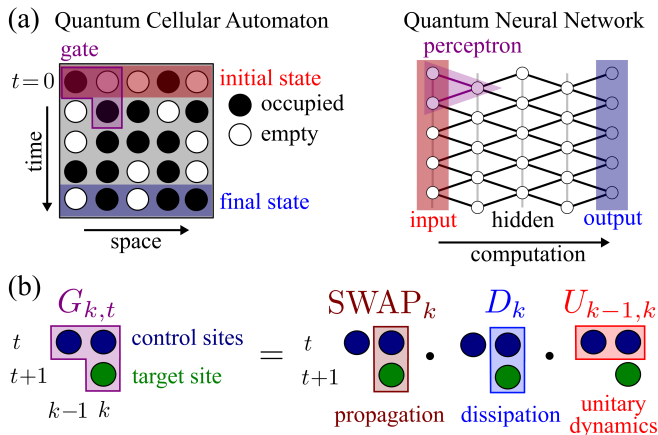 (a) Quantum Cellular Automaton Quantum Neural Network
gate
perceptron
t=0
initial state
occupied
empty
time
final state
space
input
hidden
output
computation
(b)
G_{k,t}
SWAP_k
D_k
U_{k-1,k}
t
control sites
t+1
target site
k-1
k
=
t
t+1
·
·
propagation
dissipation
unitary
dynamics